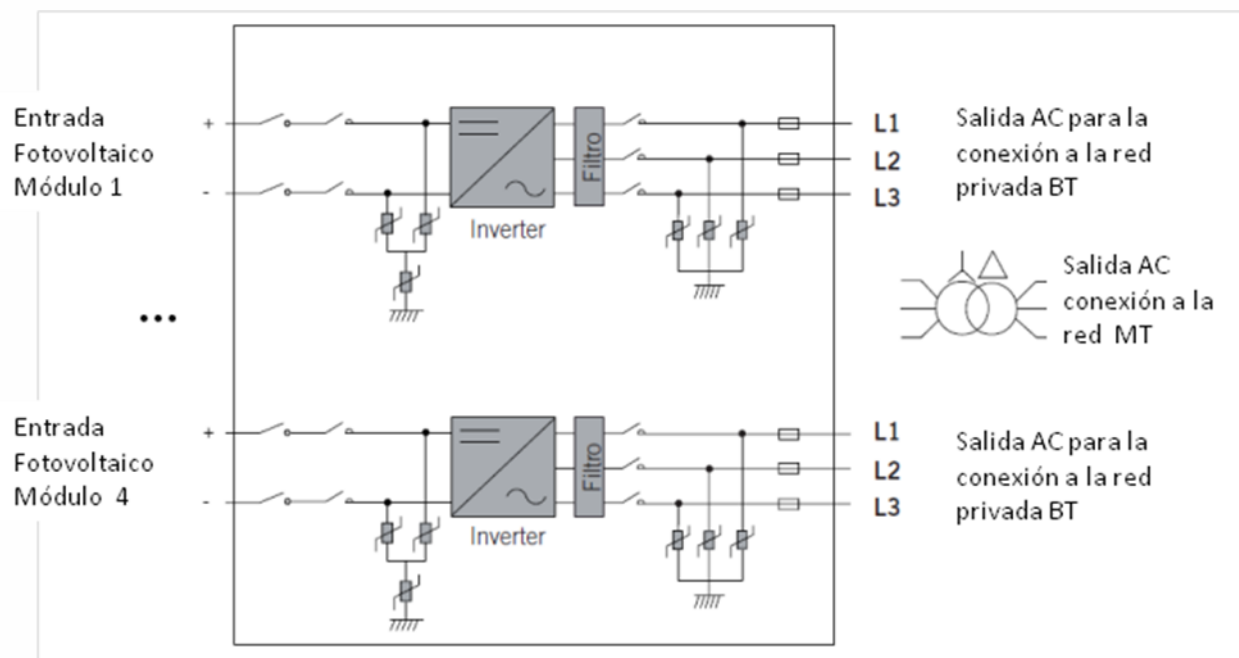 Entrada
Fotovoltaico
Módulo 1
+
-
Inverter
Filtro
L1
L2
L3
Salida AC para la
conexión a la red
privada BT
Salida AC
conexión a la
red MT
...
Entrada
Fotovoltaico
Módulo 4
+
-
Inverter
Filtro
L1
L2
L3
Salida AC para la
conexión a la red
privada BT